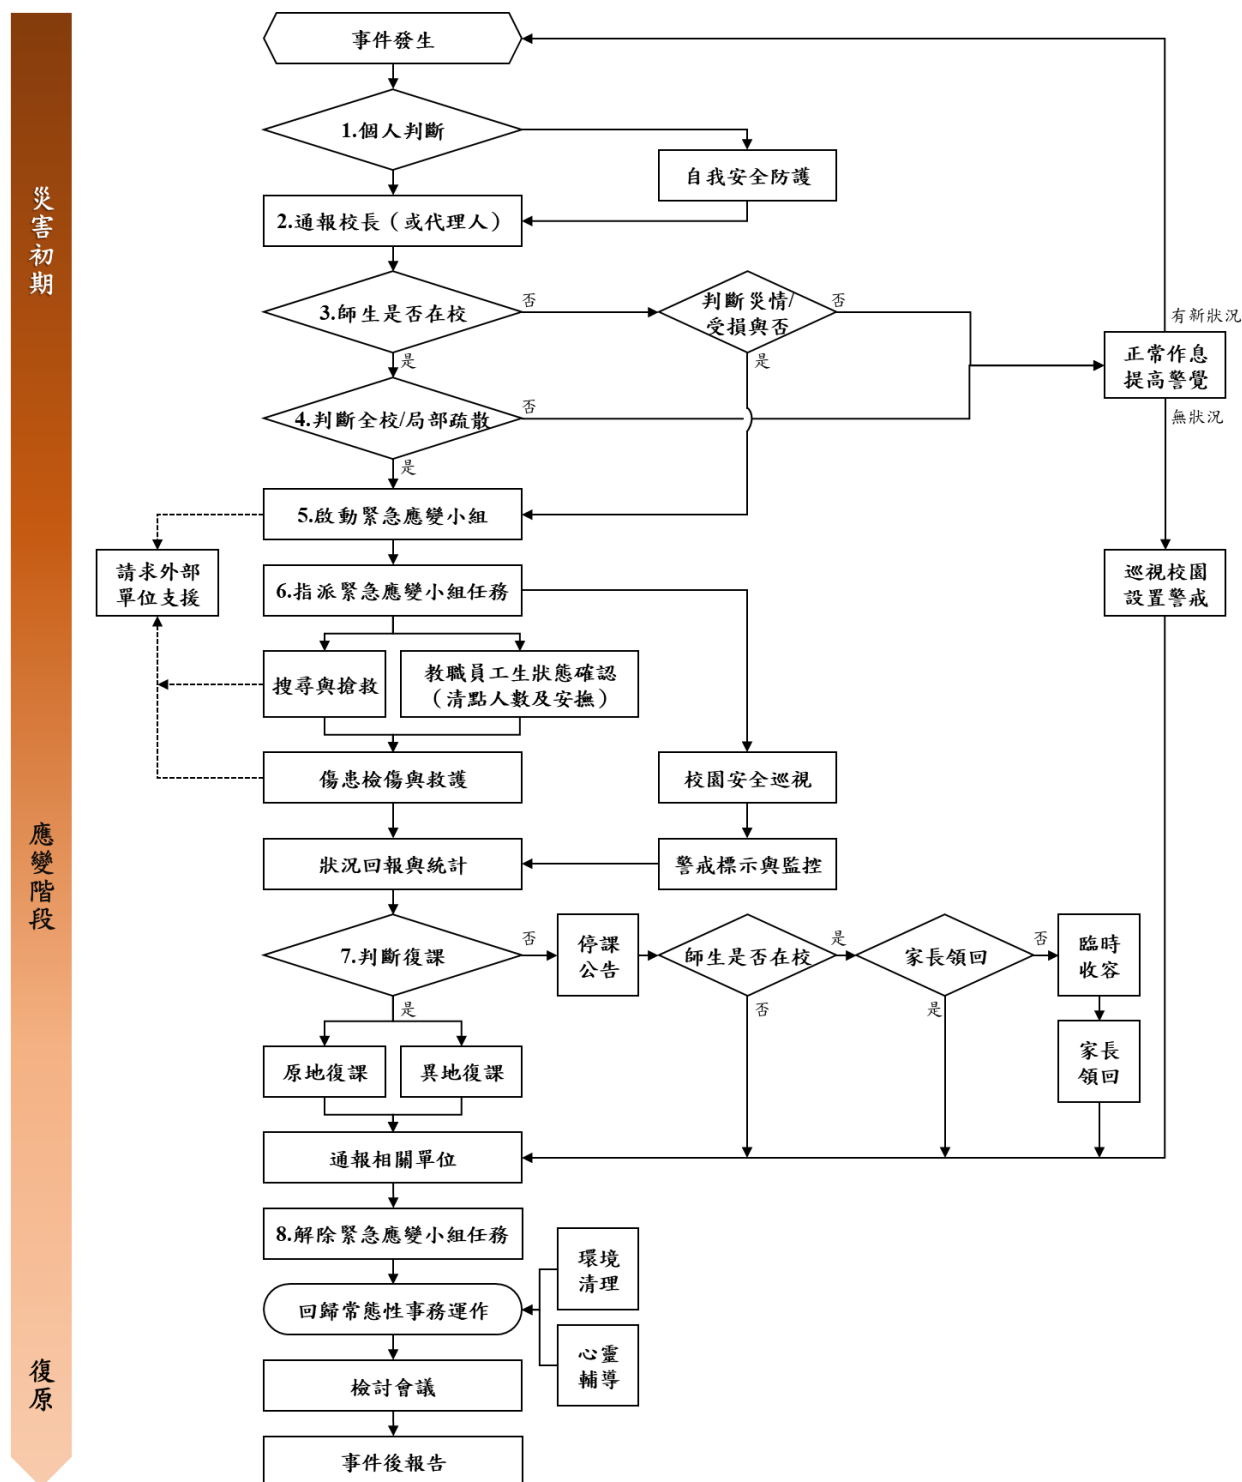 事件發生
1.個人判斷
自我安全防護
2.通報校長（或代理人）
災害初期
3.師生是否在校
否
判斷災情/
受損與否
否
有新狀況
正常作息
提高警覺
是
是
4.判斷全校/局部疏散
否
無狀況
是
5.啟動緊急應變小組
請求外部
單位支援
6.指派緊急應變小組任務
巡視校園
設置警戒
搜尋與搶救
教職員工生狀態確認
（清點人數及安撫）
傷患檢傷與救護
校園安全巡視
應變階段
狀況回報與統計
警戒標示與監控
7.判斷復課
否
停課
公告
師生是否在校
是
家長領回
否
臨時
收容
是
否
是
原地復課
異地復課
家長
領回
通報相關單位
8.解除緊急應變小組任務
環境
清理
回歸常態性事務運作
心靈
輔導
復原
檢討會議
事件後報告